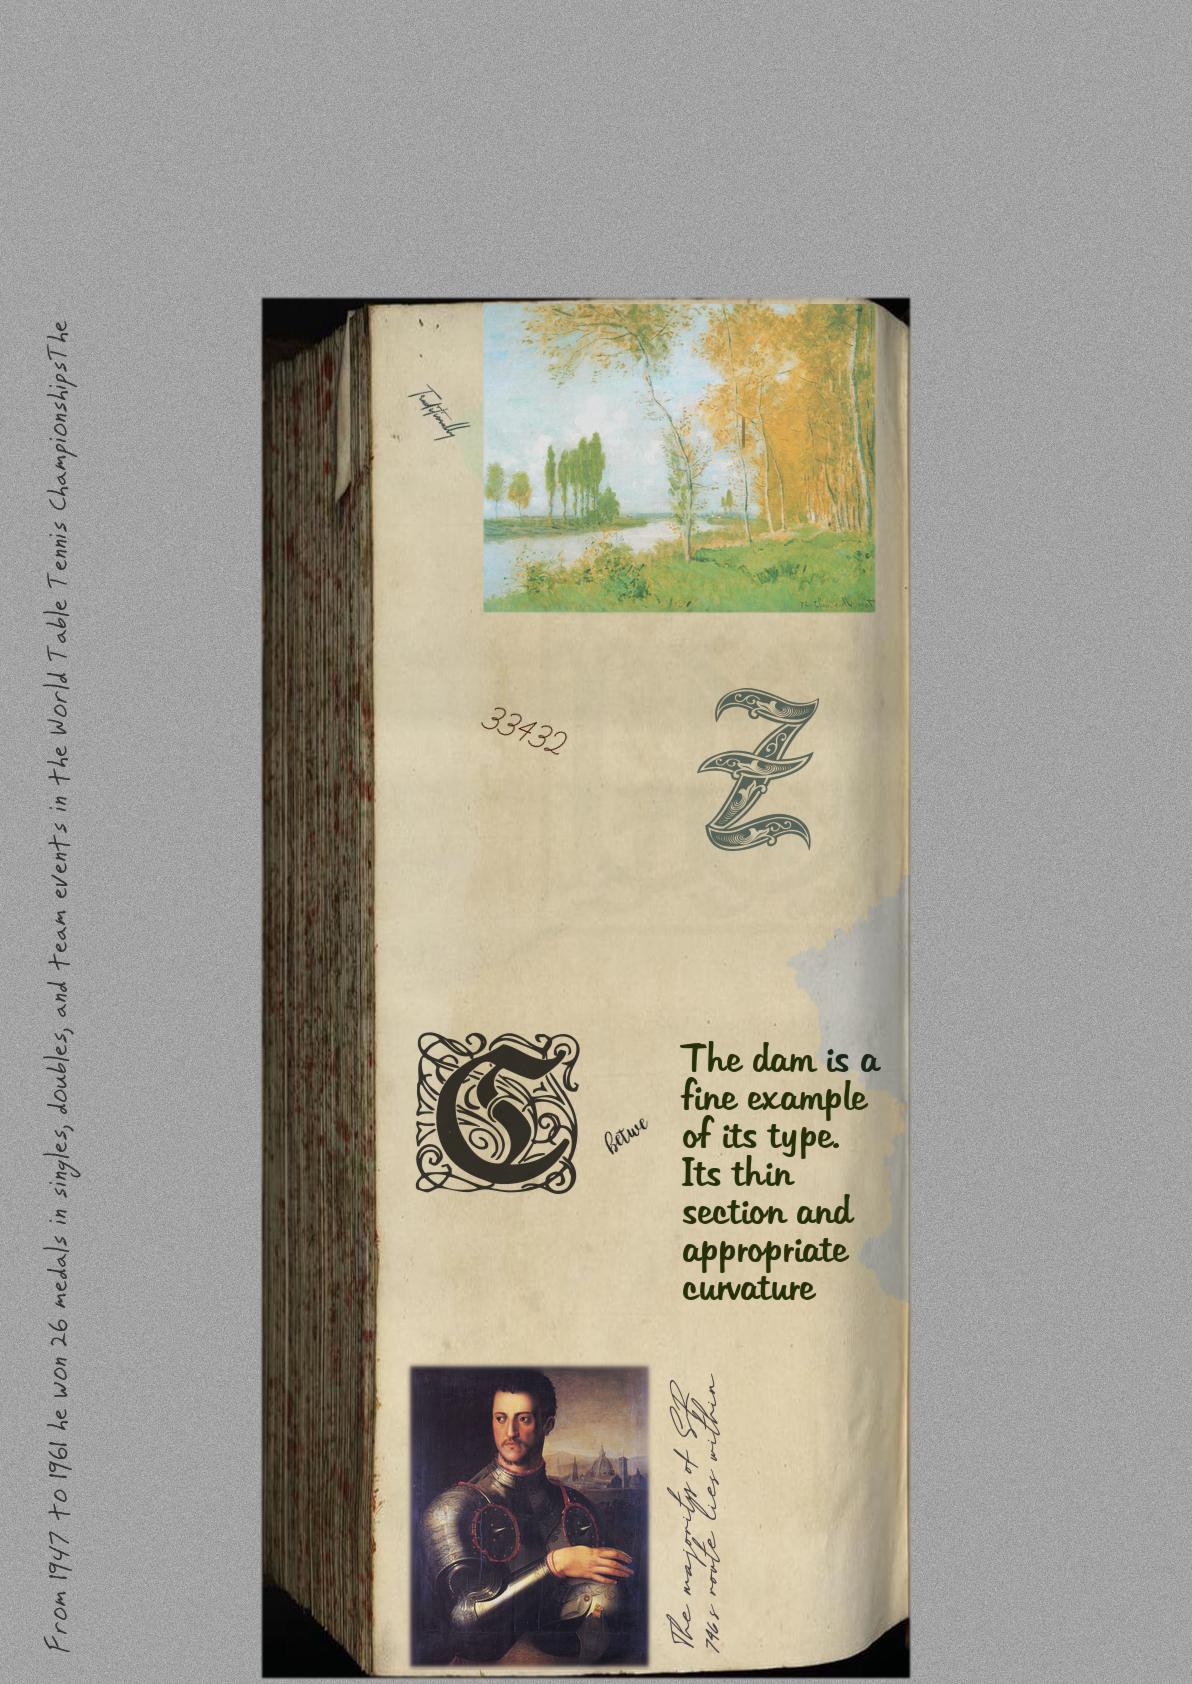 From 1947 to 1961 he won 26 medals in singles, doubles, and team events in the World Table Tennis ChampionshipsThe
Traditionally
33432
Z
E
betwe
The dam is a
fine example
of its type.
Its thin
section and
appropriate
curvature
The majority of SR
796s route lies within